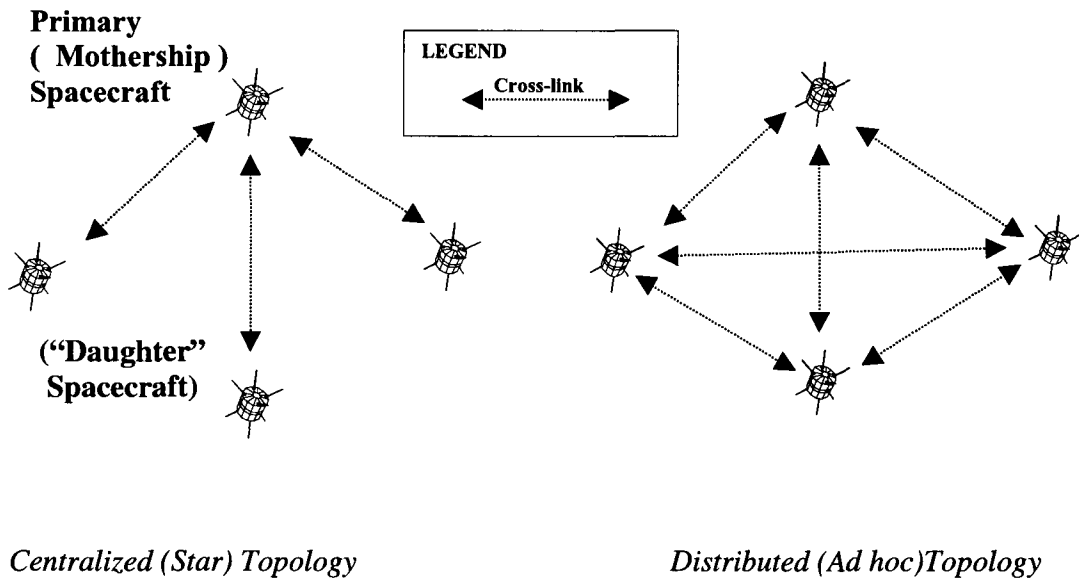 Primary
( Mothership )
Spacecraft
LEGEND
Cross-link
(“Daughter”
Spacecraft)
Centralized (Star) Topology
Distributed (Ad hoc)Topology